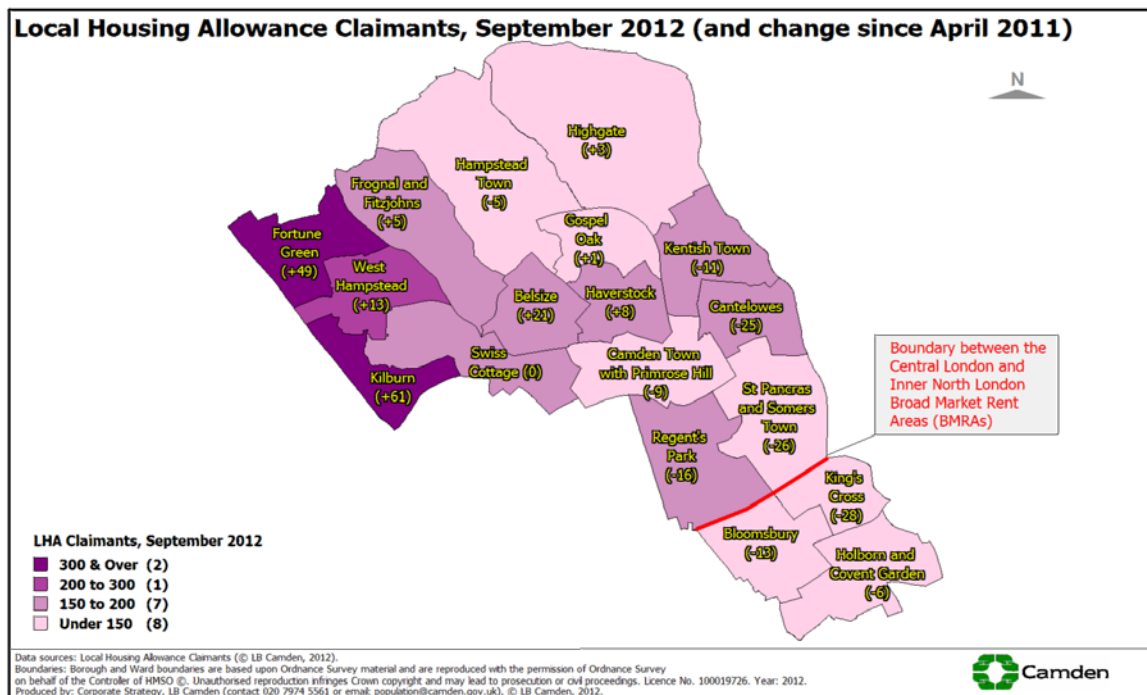 Local Housing Allowance Claimants, September 2012 (and change since April 2011)
N
Highgate
(+3)
Hampstead
Town
(-5)
Frognal and
Fitzjohns
(+5)
Gospel
Oak
(+1)
Fortune
Green
(+49)
Kentish Town
(-11)
West
Hampstead
(+13)
Belsize
(+21)
Haverstock
(+8)
Cantelowes
(-25)
Swiss
Cottage (0)
Camden Town
with Primrose Hill
(-9)
Kilburn
(+61)
St Pancras
and Somers
Town
(-26)
Boundary between the
Central London and
Inner North London
Broad Market Rent
Areas (BMRAs)
Regent's
Park
(-16)
King's
Cross
(-28)
Bloomsbury
(-13)
Holborn and
Covent Garden
(-6)
LHA Claimants, September 2012
300 & Over (2)
200 to 300 (1)
150 to 200 (7)
Under 150 (8)
Data sources: Local Housing Allowance Claimants (© LB Camden, 2012).
Boundaries: Borough and Ward boundaries are based upon Ordnance Survey material and are reproduced with the permission of Ordnance Survey
on behalf of the Controller of HMSO ©. Unauthorised reproduction infringes Crown copyright and may lead to prosecution or civil proceedings. Licence No. 100019726. Year: 2012.
Produced by: Corporate Strategy, LB Camden (contact 020 7974 5561 or email: population@camden.gov.uk). © LB Camden, 2012.
Camden